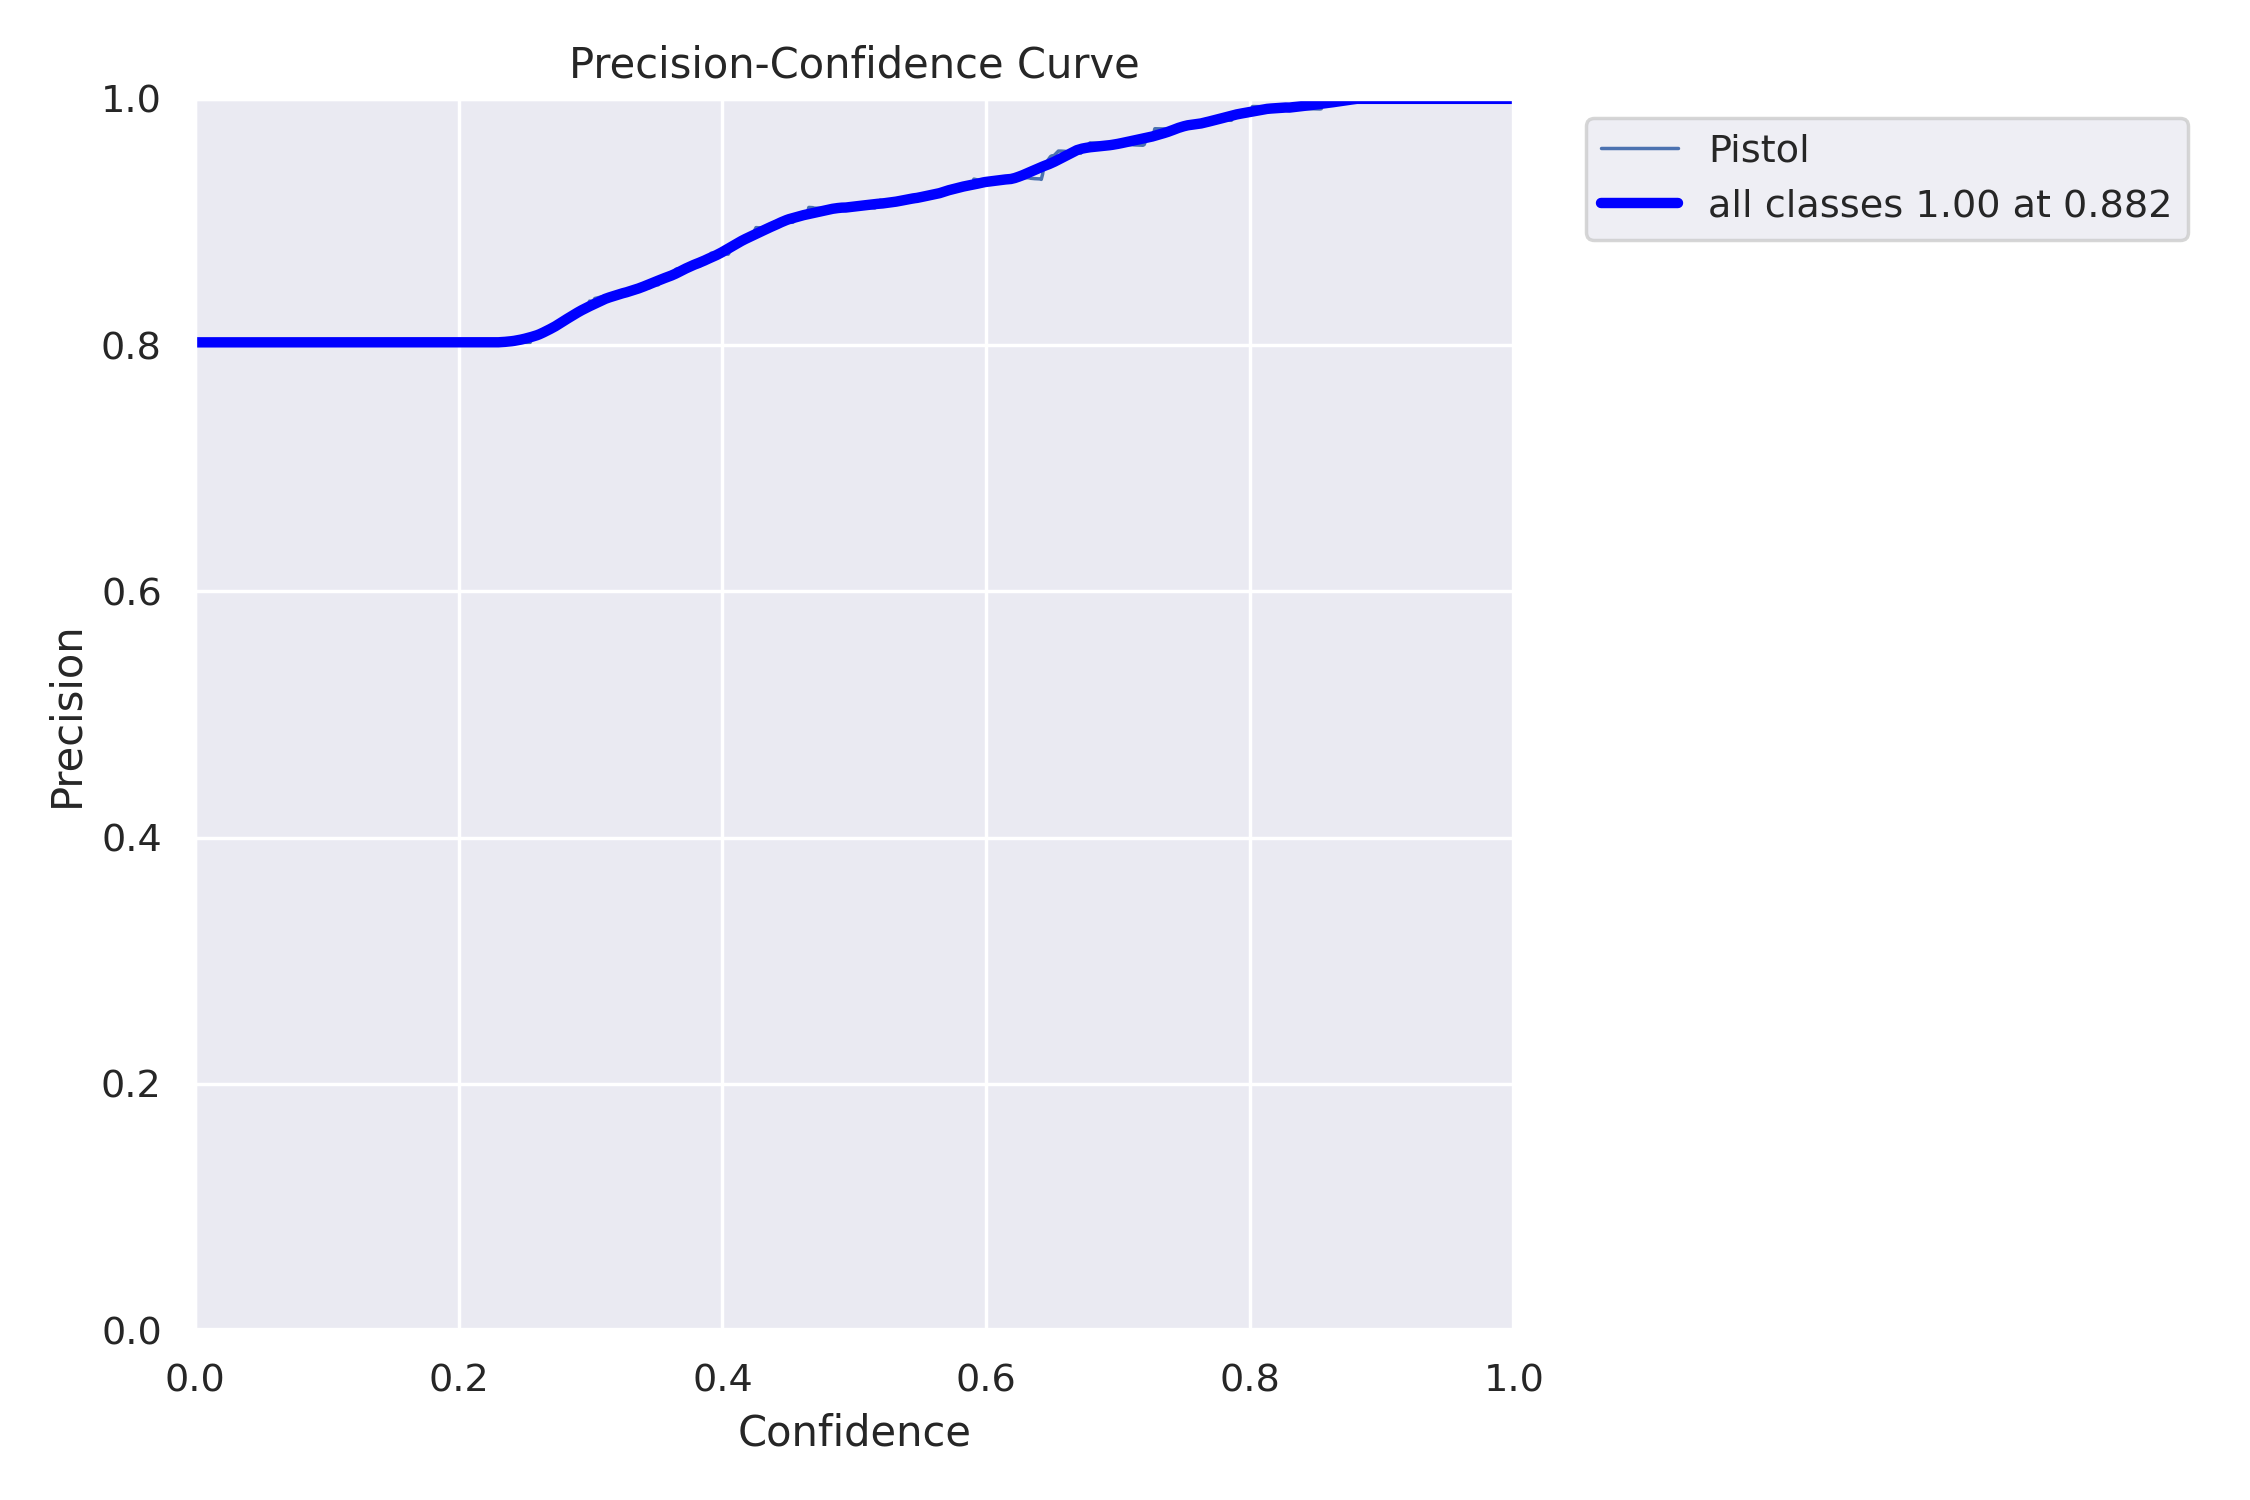 Precision-Confidence Curve
1.0
0.8
0.6
0.4
0.2
0.0
Precision
0.0 0.2 0.4 0.6 0.8 1.0
Confidence
Pistol
all classes 1.00 at 0.882